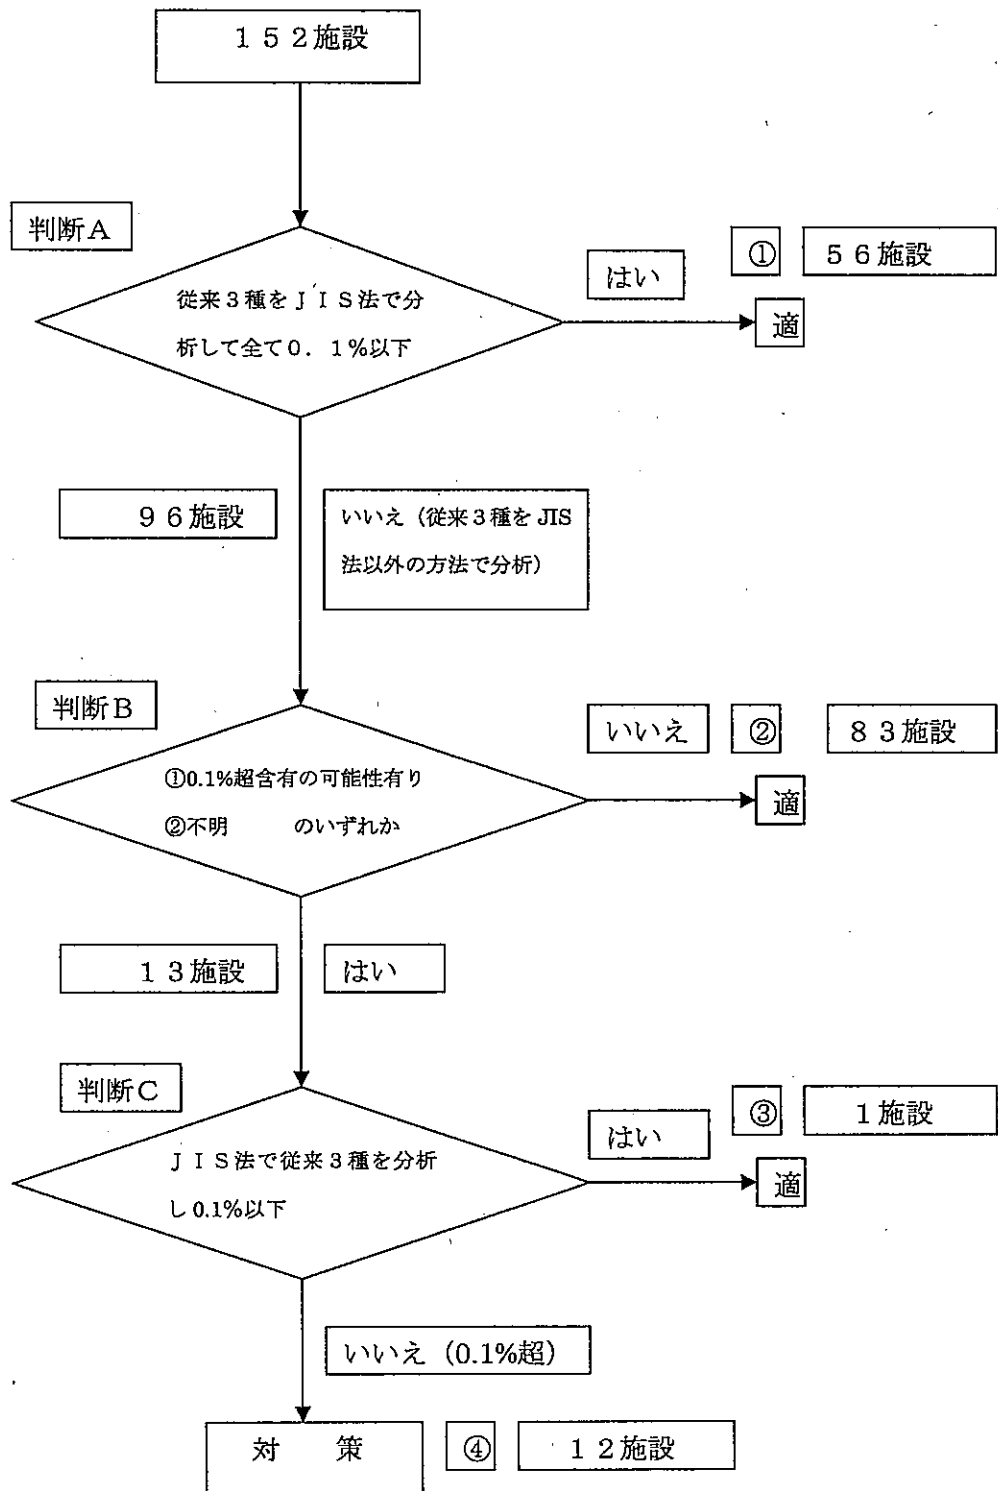 １５２施設
判断Ａ
従来３種をＪＩＳ法で分
析して全て０．１％以下
はい
①
５６施設
適
９６施設
いいえ（従来３種を JIS
法以外の方法で分析）
判断Ｂ
①0.1%超含有の可能性有り
②不明　　　のいずれか
いいえ
②
８３施設
適
１３施設
はい
判断Ｃ
ＪＩＳ法で従来３種を分析
し 0.1%以下
はい
③
１施設
適
いいえ（0.1%超）
対　　策
④
１２施設